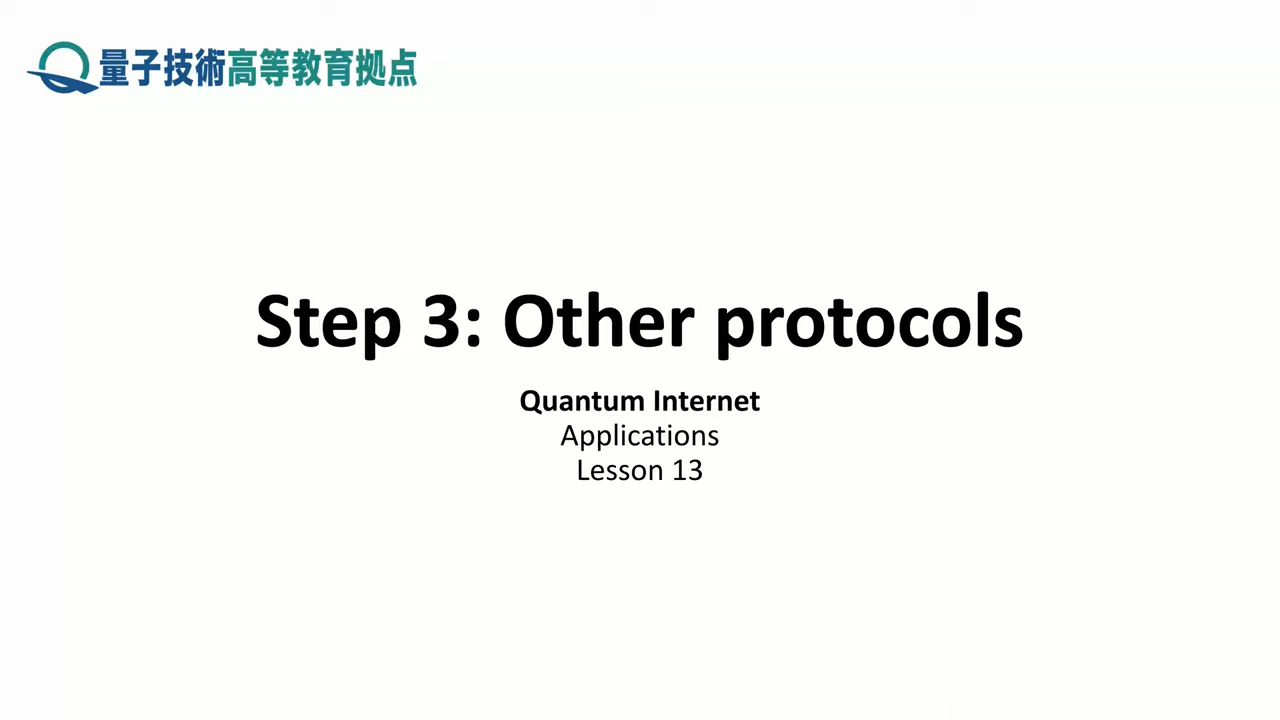 量子技術高等教育拠点
Step 3: Other protocols
Quantum Internet
Applications
Lesson 13